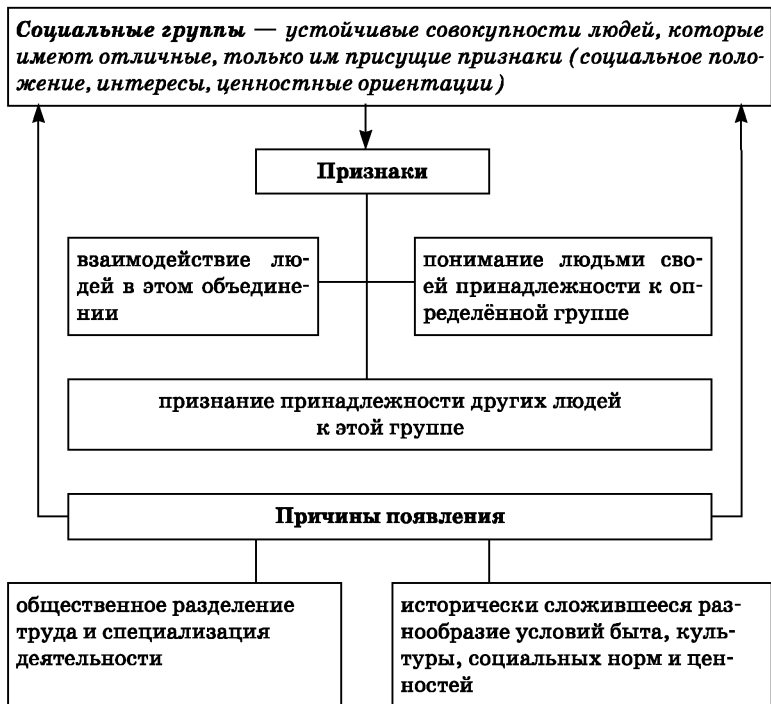 Социальные группы — устойчивые совокупности людей, которые
имеют отличные, только им присущие признаки (социальное поло-
жение, интересы, ценностные ориентации)
Признаки
взаимодействие лю-
дей в этом объедине-
нии
понимание людьми сво-
ей принадлежности к оп-
ределённой группе
признание принадлежности других людей
к этой группе
Причины появления
общественное разделение
труда и специализация
деятельности
исторически сложившееся раз-
нообразие условий быта, куль-
туры, социальных норм и цен-
ностей